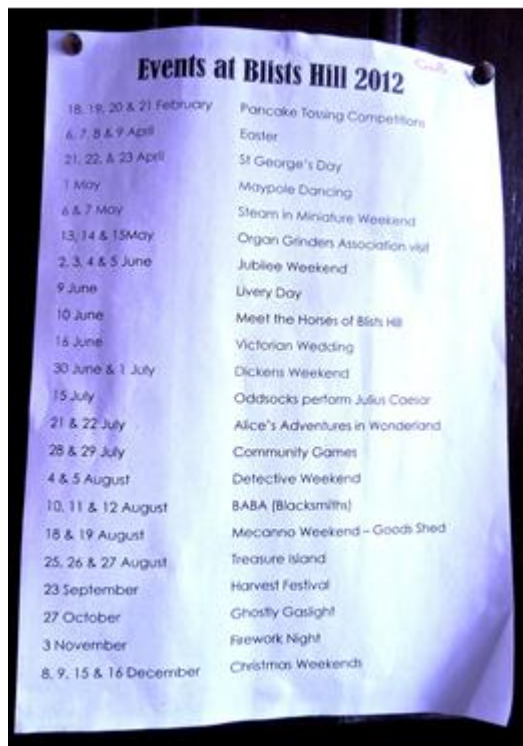 Events at Blists Hill 2012
18, 19, 20 & 21 February Pancake Tossing Competitions
6, 7, 8 & 9 April Easter
21, 22, & 23 April St George's Day
1 May Maypole Dancing
6 & 7 May Steam in Miniature Weekend
13, 14 & 15May Organ Grinders Association visit
2, 3, 4 & 5 June Jubilee Weekend
9 June Livery Day
10 June Meet the Horses of Blists Hill
16 June Victorian Wedding
30 June & 1 July Dickens Weekend
15 July Oddsocks perform Julius Caesar
21 & 22 July Alice's Adventures in Wonderland
28 & 29 July Community Games
4 & 5 August Detective Weekend
10, 11 & 12 August BABA (Blacksmiths)
18 & 19 August Mecanno Weekend – Goods Shed
25, 26 & 27 August Treasure Island
23 September Harvest Festival
27 October Ghostly Gaslight
3 November Firework Night
8, 9, 15 & 16 December Christmas Weekends